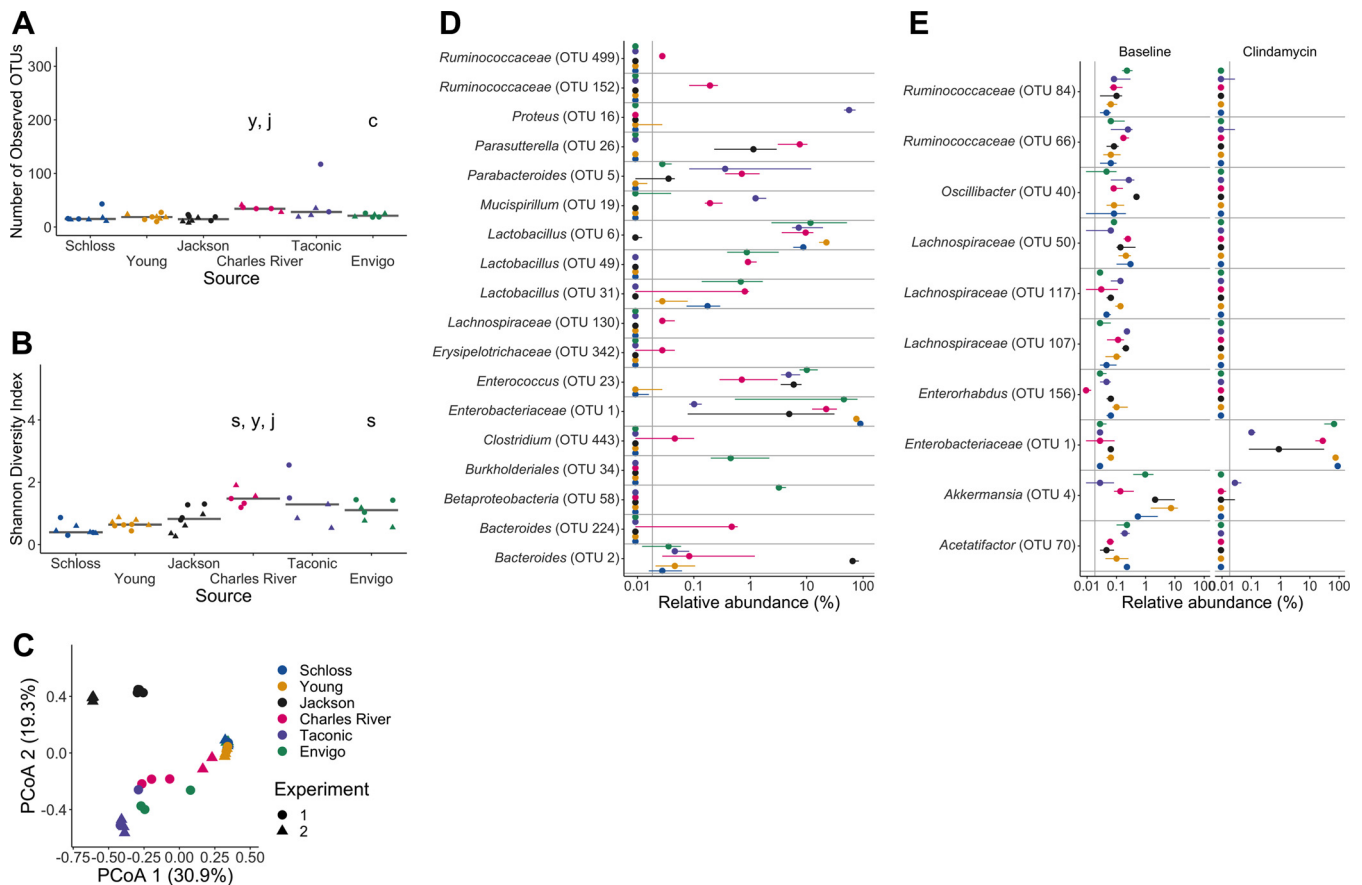 A
Number of Observed OTUs
300
200
100
0
y, j
c
Schloss
Young
Jackson
Charles River
Taconic
Envigo
Source
B
Shannon Diversity Index
4
2
0
s, y, j
s
Schloss
Young
Jackson
Charles River
Taconic
Envigo
Source
C
PCoA 2 (19.3%)
0.4
0.0
-0.4
-0.75 -0.50 -0.25 0.00 0.25 0.50
PCoA 1 (30.9%)
Schloss
Young
Jackson
Charles River
Taconic
Envigo
Experiment
1
2
D
Ruminococcaceae (OTU 499)
Ruminococcaceae (OTU 152)
Proteus (OTU 16)
Parasutterella (OTU 26)
Parabacteroides (OTU 5)
Mucispirillum (OTU 19)
Lactobacillus (OTU 6)
Lactobacillus (OTU 49)
Lactobacillus (OTU 31)
Lachnospiraceae (OTU 130)
Erysipelotrichaceae (OTU 342)
Enterococcus (OTU 23)
Enterobacteriaceae (OTU 1)
Clostridium (OTU 443)
Burkholderiales (OTU 34)
Betaproteobacteria (OTU 58)
Bacteroides (OTU 224)
Bacteroides (OTU 2)
0.01 0.1 1 10 100
Relative abundance (%)
E
Baseline Clindamycin
Ruminococcaceae (OTU 84)
Ruminococcaceae (OTU 66)
Oscillibacter (OTU 40)
Lachnospiraceae (OTU 50)
Lachnospiraceae (OTU 117)
Lachnospiraceae (OTU 107)
Enterorhabdus (OTU 156)
Enterobacteriaceae (OTU 1)
Akkermansia (OTU 4)
Acetatifactor (OTU 70)
0.01 0.1 1 10 100 0.01 0.1 1 10 100
Relative abundance (%)